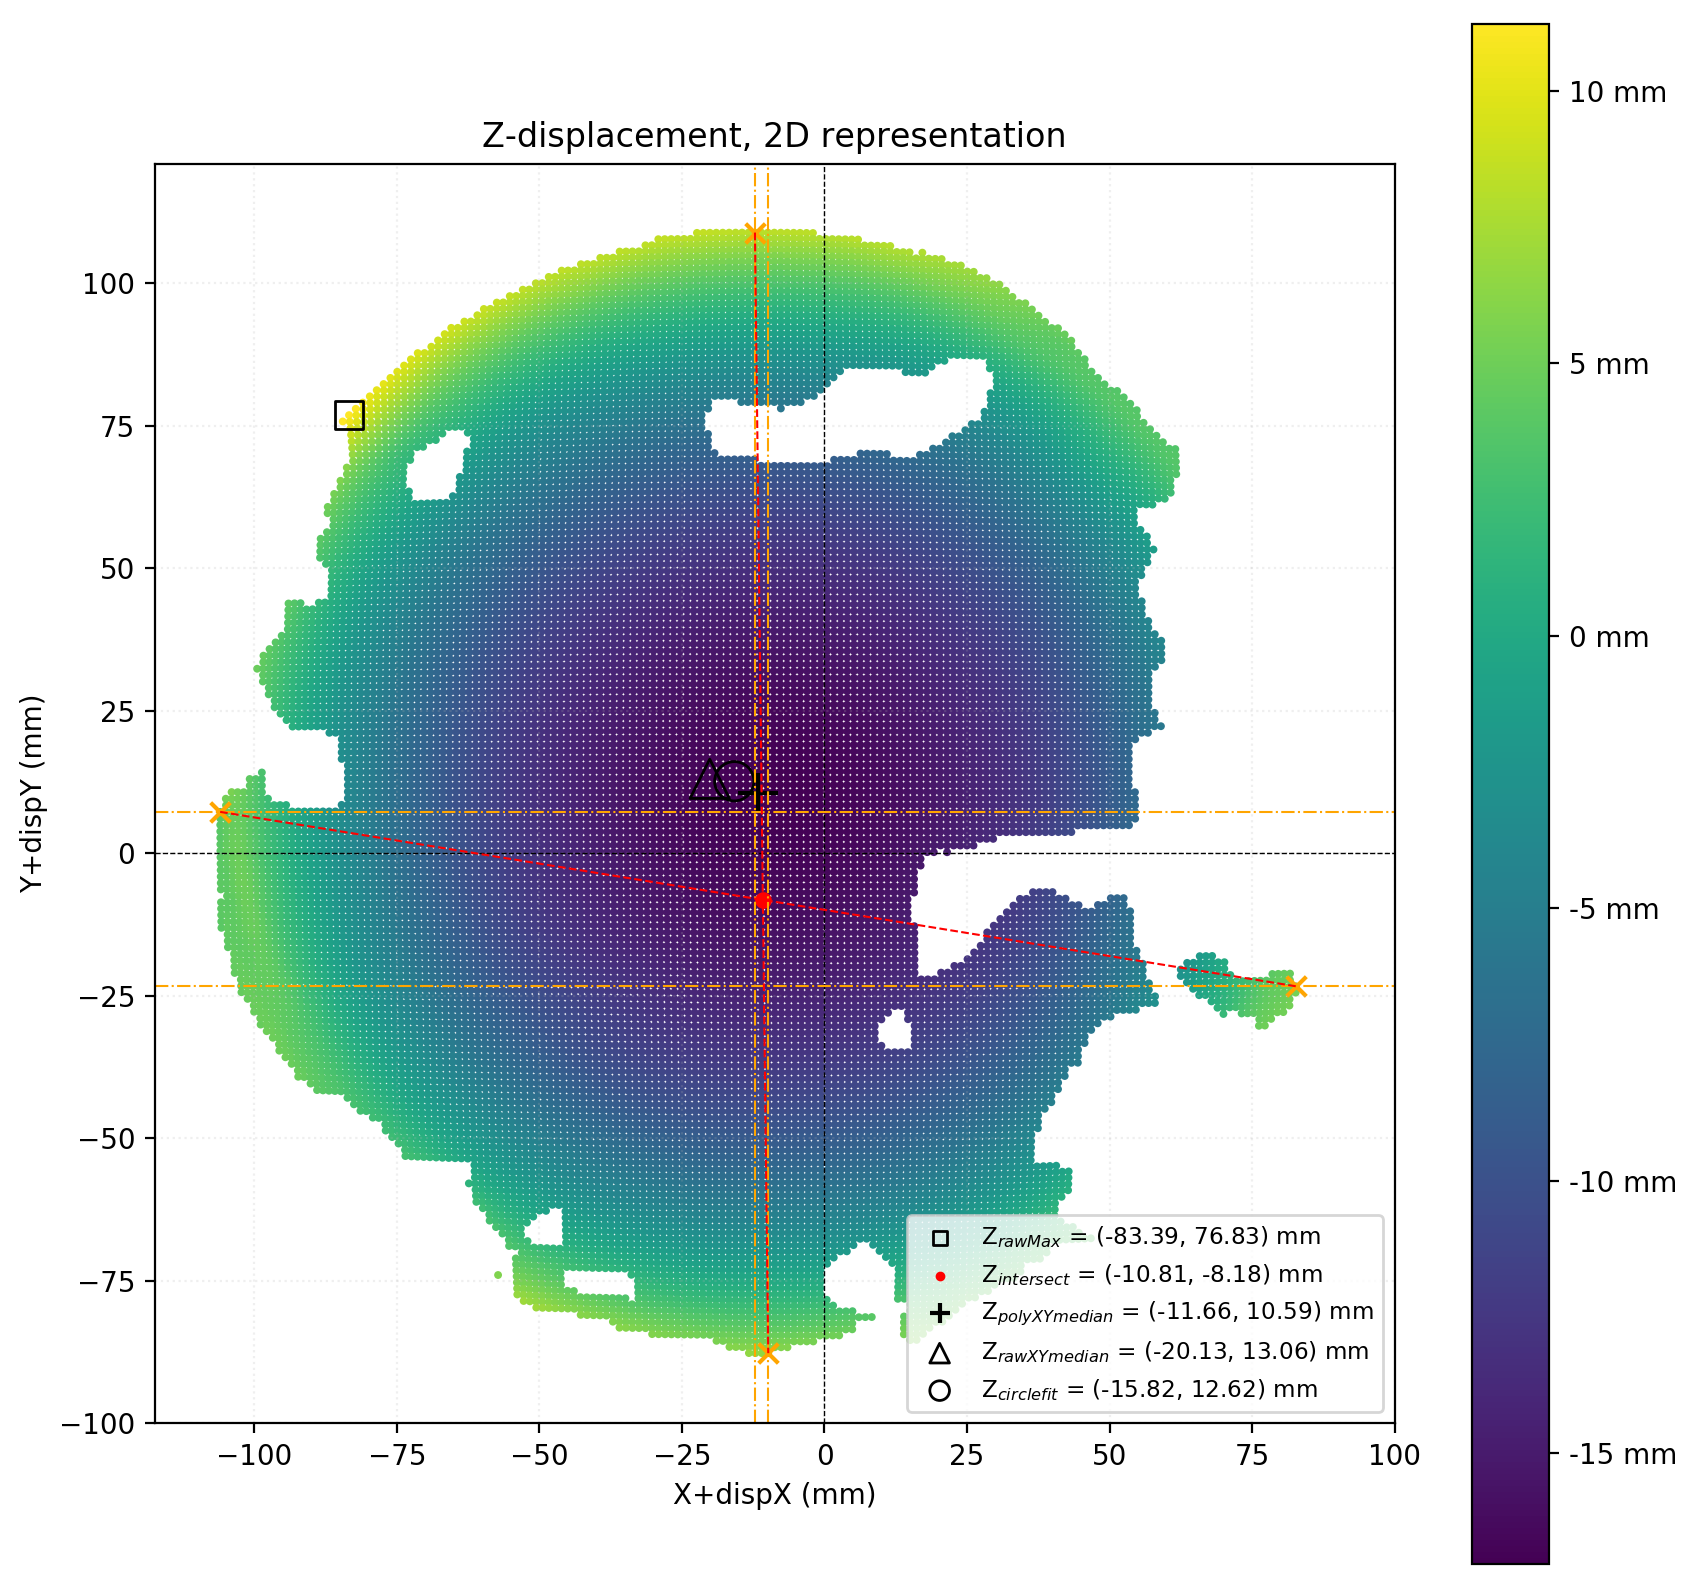 Z-displacement, 2D representation
Y+dispY (mm)
100
75
50
25
0
−25
−50
−75
−100
−100
−75
−50
−25
0
25
50
75
100
X+dispX (mm)
Z_rawMax = (-83.39, 76.83) mm
Z_intersect = (-10.81, -8.18) mm
Z_polyXYmedian = (-11.66, 10.59) mm
Z_rawXYmedian = (-20.13, 13.06) mm
Z_circlefit = (-15.82, 12.62) mm
10 mm
5 mm
0 mm
-5 mm
-10 mm
-15 mm